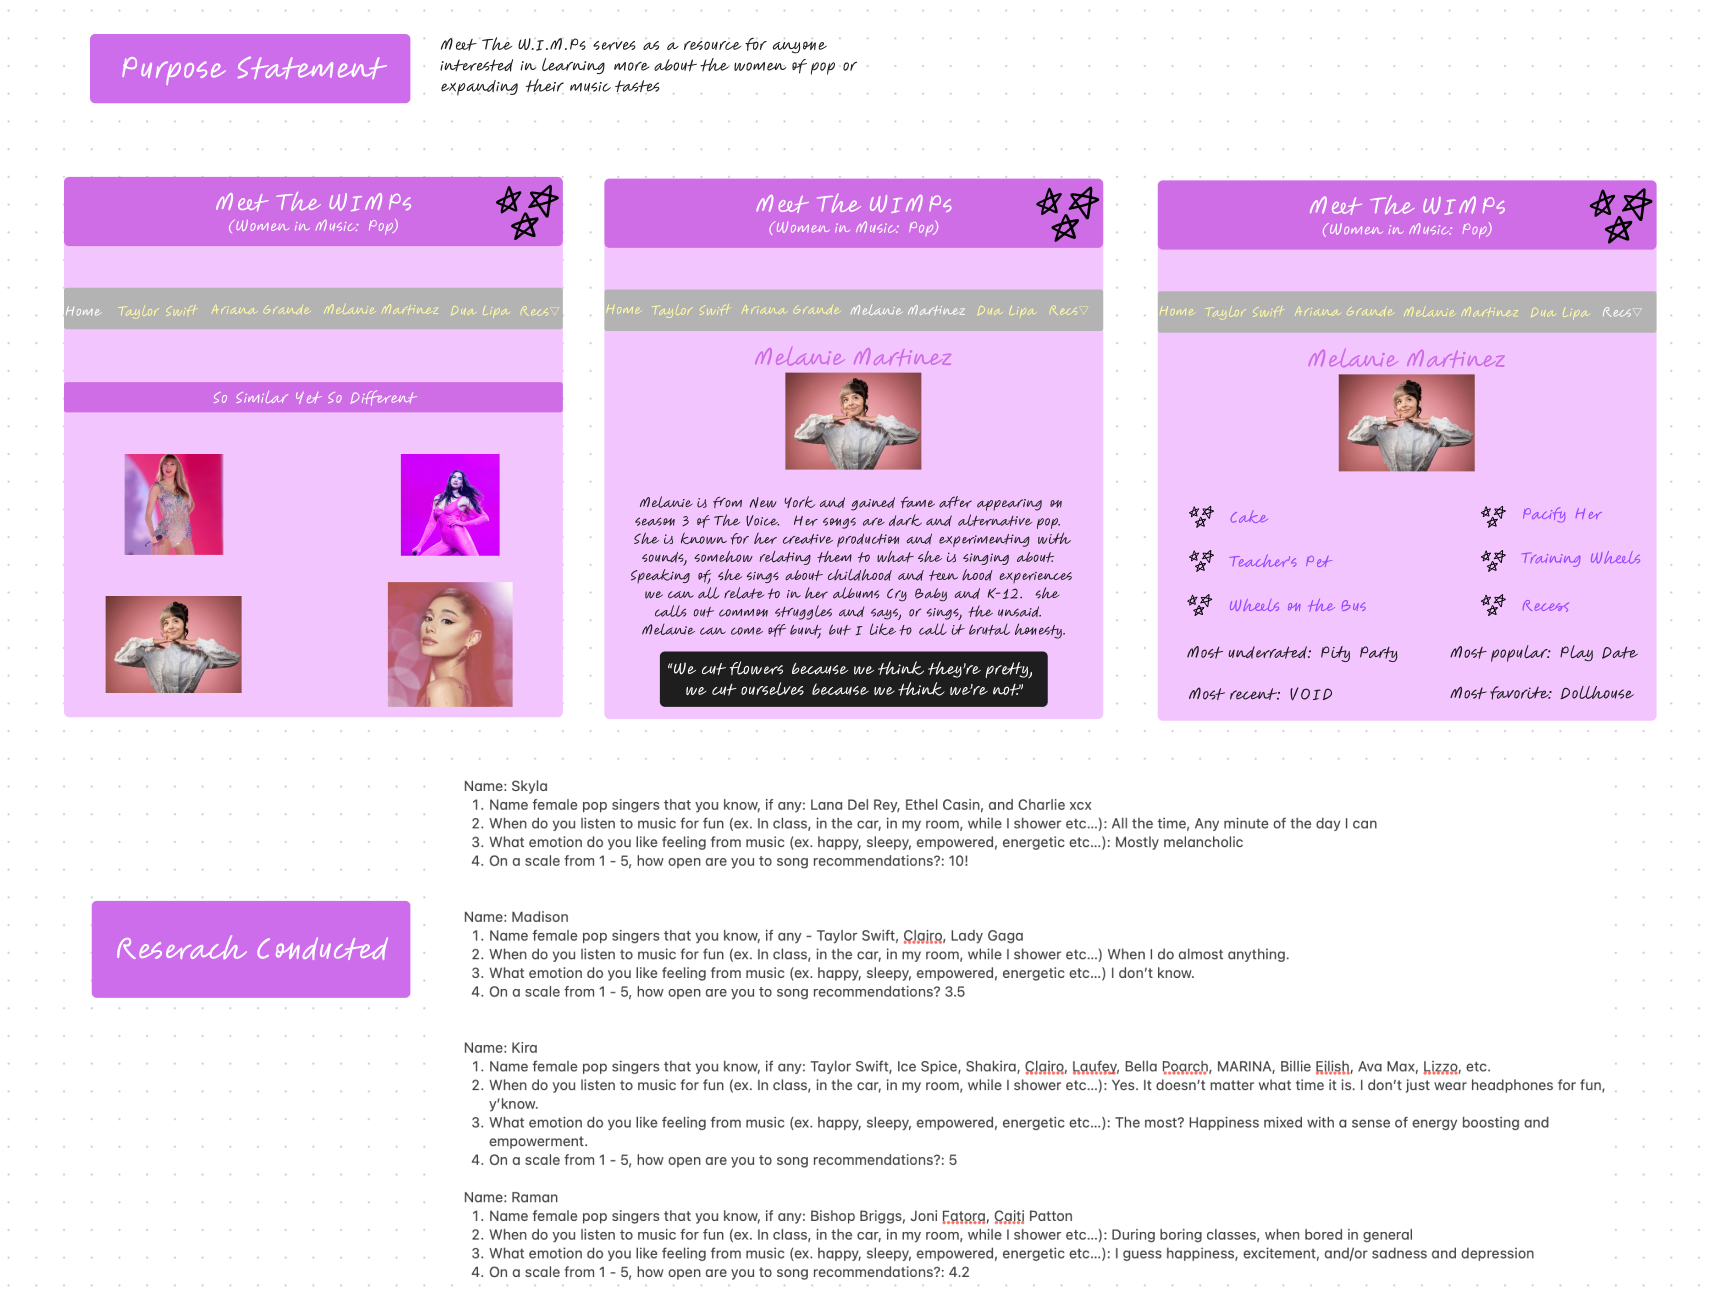 Purpose Statement
Meet The W.I.M.Ps serves as a resource for anyone
interested in learning more about the women of pop or
expanding their music tastes
Meet The WIMPs
(Women in Music: Pop)
Home Taylor Swift Ariana Grande Melanie Martinez Dua Lipa Recs▽
So Similar Yet So Different
Meet The WIMPs
(Women in Music: Pop)
Home Taylor Swift Ariana Grande Melanie Martinez Dua Lipa Recs▽
Melanie Martinez
Melanie is from New York and gained fame after appearing on
season 3 of The Voice. Her songs are dark and alternative pop.
She is known for her creative production and experimenting with
sounds, somehow relating them to what she is singing about.
Speaking of, she sings about childhood and teen hood experiences
we can all relate to in her albums Cry Baby and K-12. she
calls out common struggles and says, or sings, the unsaid.
Melanie can come off bunt, but I like to call it brutal honesty.
"We cut flowers because we think they're pretty,
we cut ourselves because we think we're not."
Meet The WIMPs
(Women in Music: Pop)
Home Taylor Swift Ariana Grande Melanie Martinez Dua Lipa Recs▽
Melanie Martinez
Cake
Pacify Her
Teacher's Pet
Training Wheels
Wheels on the Bus
Recess
Most underrated: Pity Party
Most popular: Play Date
Most recent: VOID
Most favorite: Dollhouse
Reserach Conducted
Name: Skyla
1. Name female pop singers that you know, if any: Lana Del Rey, Ethel Casin, and Charlie xcx
2. When do you listen to music for fun (ex. In class, in the car, in my room, while I shower etc...): All the time, Any minute of the day I can
3. What emotion do you like feeling from music (ex. happy, sleepy, empowered, energetic etc...): Mostly melancholic
4. On a scale from 1 - 5, how open are you to song recommendations?: 10!
Name: Madison
1. Name female pop singers that you know, if any - Taylor Swift, Clairo, Lady Gaga
2. When do you listen to music for fun (ex. In class, in the car, in my room, while I shower etc...) When I do almost anything.
3. What emotion do you like feeling from music (ex. happy, sleepy, empowered, energetic etc...) I don't know.
4. On a scale from 1 - 5, how open are you to song recommendations? 3.5
Name: Kira
1. Name female pop singers that you know, if any: Taylor Swift, Ice Spice, Shakira, Clairo, Laufey, Bella Poarch, MARINA, Billie Eilish, Ava Max, Lizzo, etc.
2. When do you listen to music for fun (ex. In class, in the car, in my room, while I shower etc...): Yes. It doesn't matter what time it is. I don't just wear headphones for fun,
y'know.
3. What emotion do you like feeling from music (ex. happy, sleepy, empowered, energetic etc...): The most? Happiness mixed with a sense of energy boosting and
empowerment.
4. On a scale from 1 - 5, how open are you to song recommendations?: 5
Name: Raman
1. Name female pop singers that you know, if any: Bishop Briggs, Joni Fatora, Caiti Patton
2. When do you listen to music for fun (ex. In class, in the car, in my room, while I shower etc...): During boring classes, when bored in general
3. What emotion do you like feeling from music (ex. happy, sleepy, empowered, energetic etc...): I guess happiness, excitement, and/or sadness and depression
4. On a scale from 1 - 5, how open are you to song recommendations?: 4.2